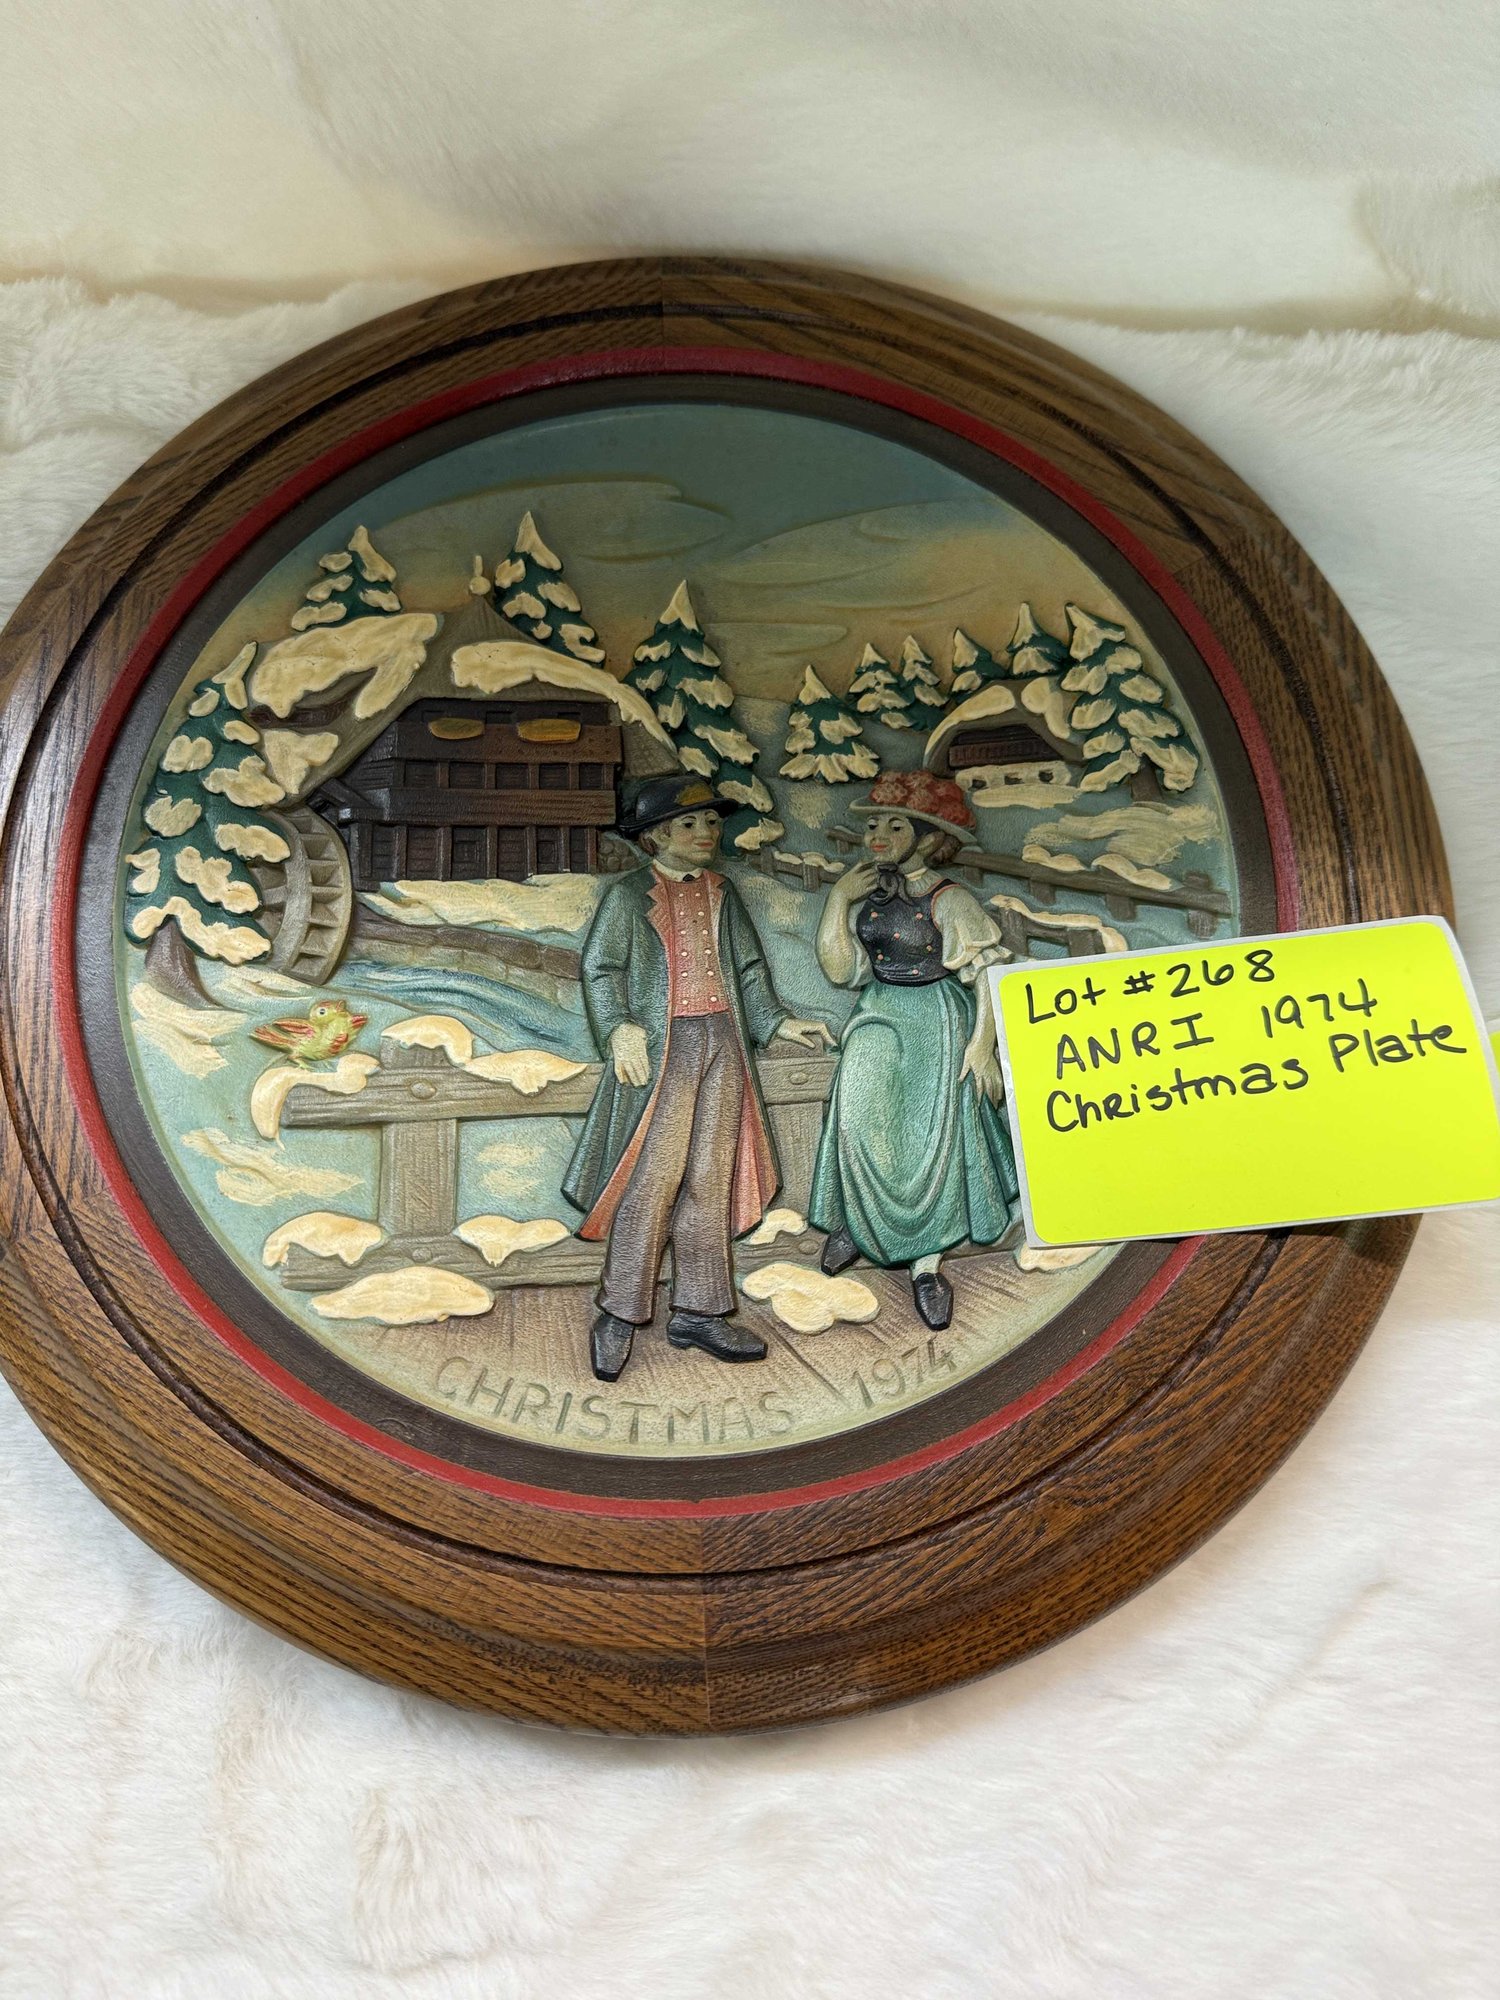 Lot #268
ANRI 1974
Christmas Plate
CHRISTMAS 1974